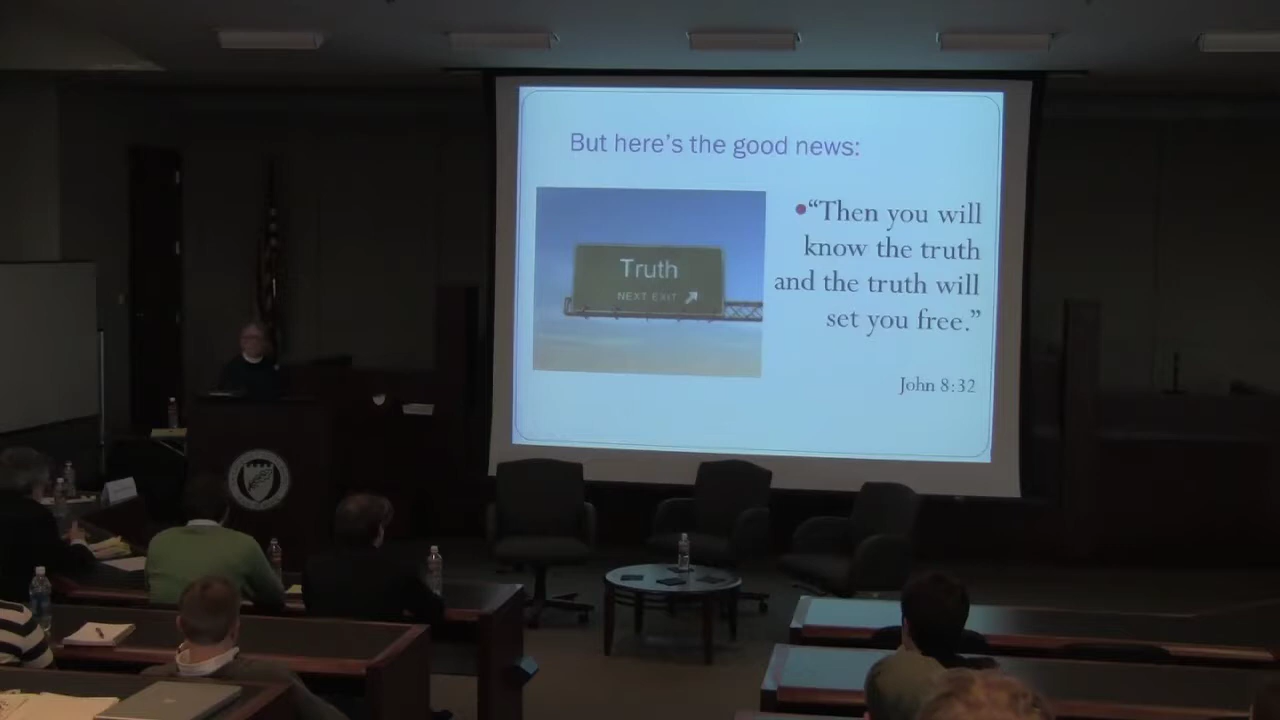 But here's the good news:
Truth
NEXT EXIT
•“Then you will
know the truth
and the truth will
set you free.”
John 8:32